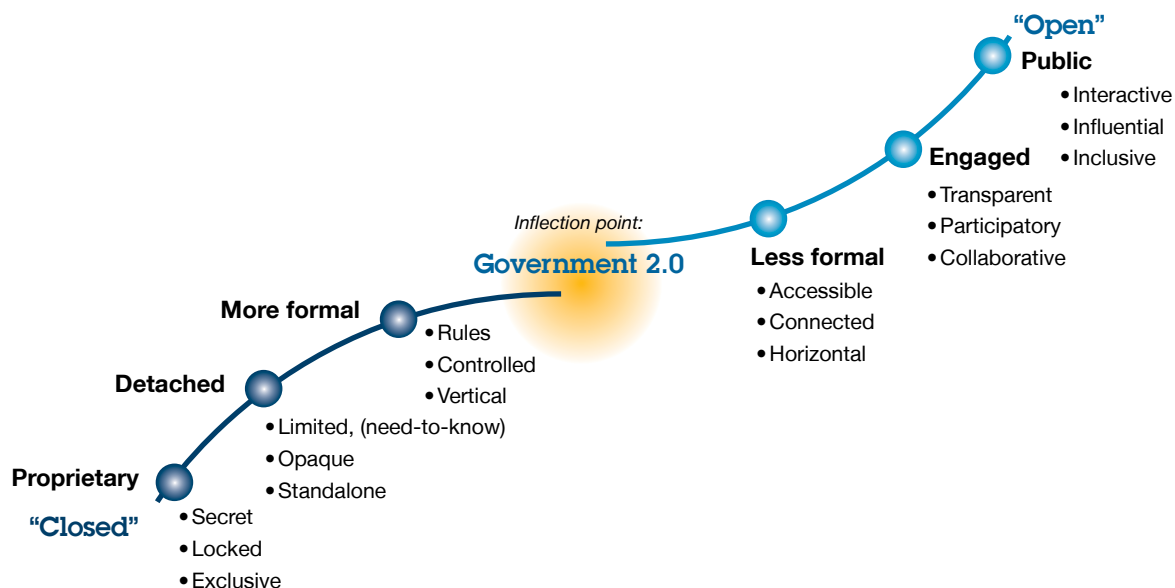 “Closed”
Proprietary
• Secret
• Locked
• Exclusive
Detached
• Limited, (need-to-know)
• Opaque
• Standalone
More formal
• Rules
• Controlled
• Vertical
Inflection point:
Government 2.0
Less formal
• Accessible
• Connected
• Horizontal
Engaged
• Transparent
• Participatory
• Collaborative
“Open”
Public
• Interactive
• Influential
• Inclusive